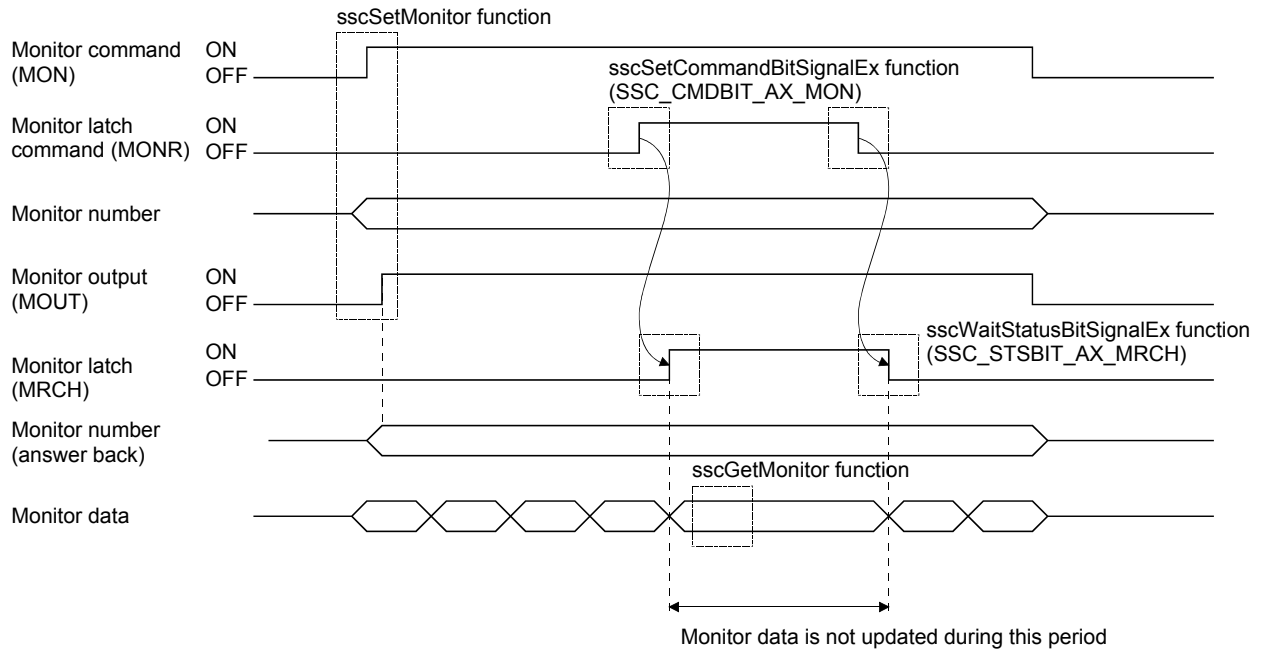 sscSetMonitor function
Monitor command
(MON)
ON
OFF
sscSetCommandBitSignalEx function
(SSC_CMDBIT_AX_MON)
Monitor latch
command (MONR)
ON
OFF
Monitor number
Monitor output
(MOUT)
ON
OFF
sscWaitStatusBitSignalEx function
(SSC_STSBIT_AX_MRCH)
Monitor latch
(MRCH)
ON
OFF
Monitor number
(answer back)
sscGetMonitor function
Monitor data
Monitor data is not updated during this period